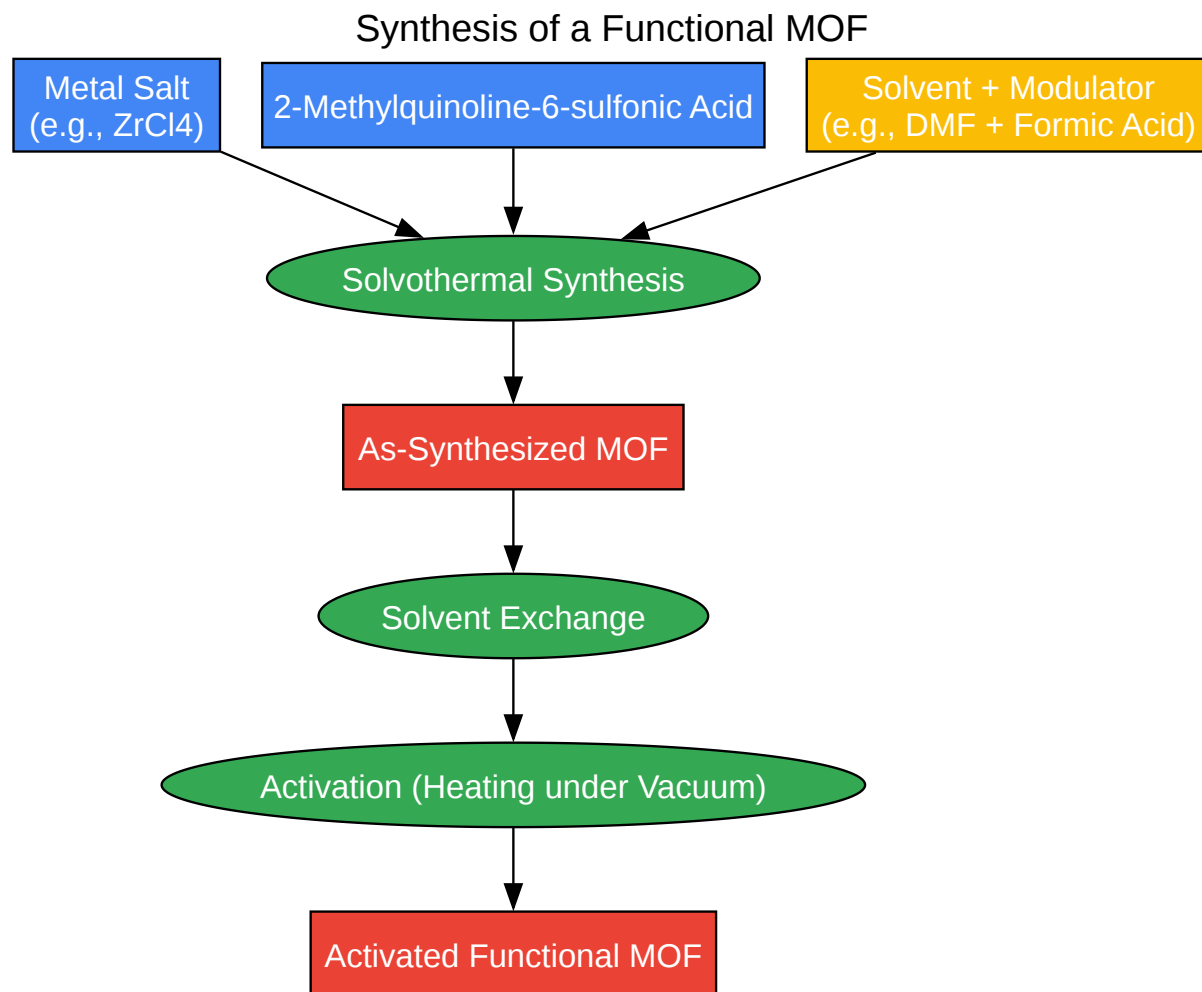 Synthesis of a Functional MOF
Metal Salt
(e.g., ZrCl4)
2-Methylquinoline-6-sulfonic Acid
Solvent + Modulator
(e.g., DMF + Formic Acid)
Solvothermal Synthesis
As-Synthesized MOF
Solvent Exchange
Activation (Heating under Vacuum)
Activated Functional MOF